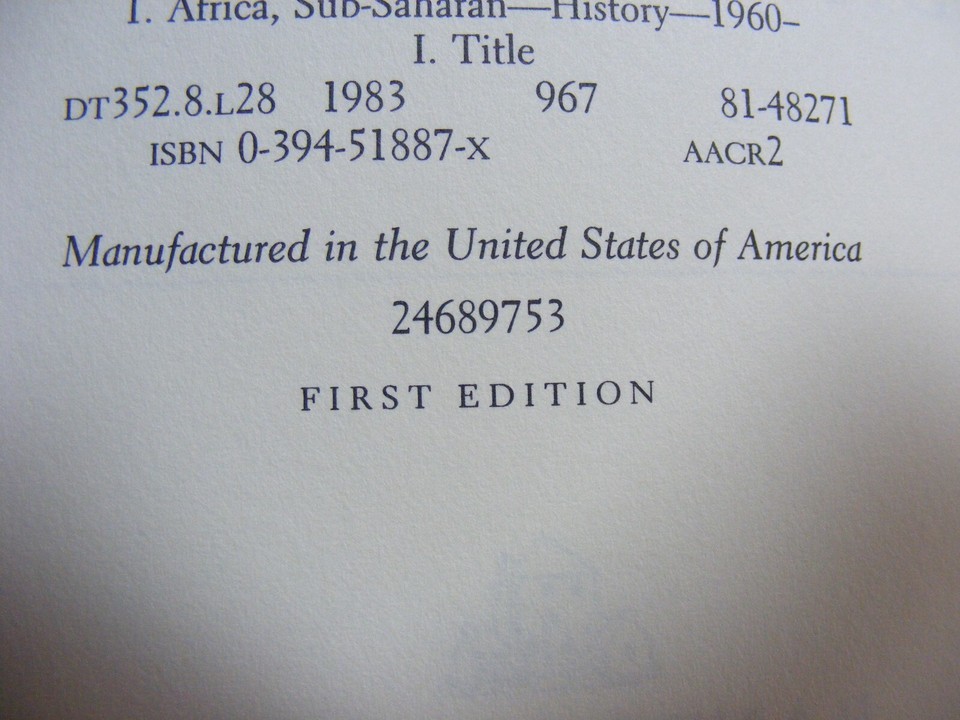 1. Africa, Sub-Saharan—History—1960–
I. Title
DT352.8.L28 1983 967 81-48271
ISBN 0-394-51887-X AACR2
Manufactured in the United States of America
24689753
FIRST EDITION